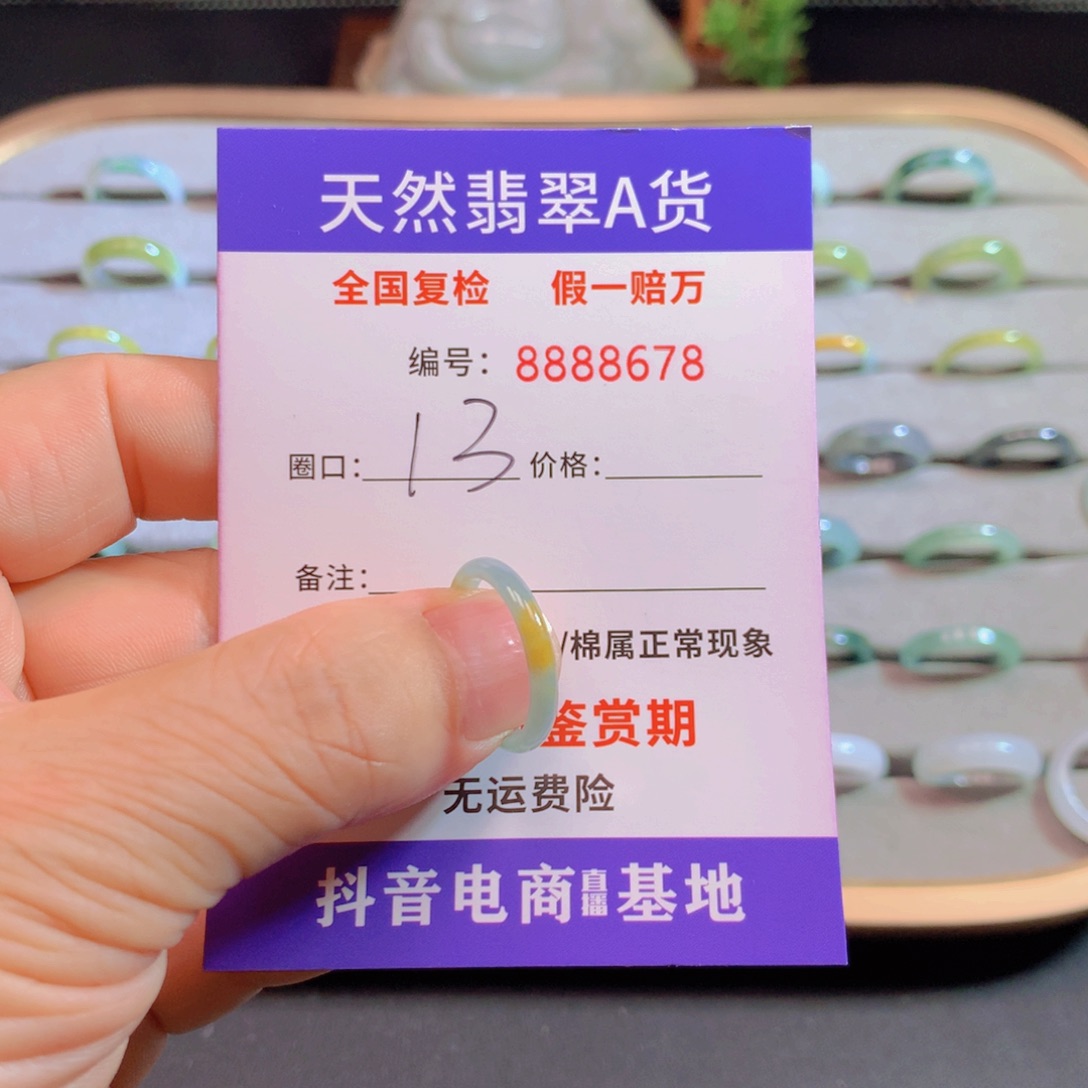 天然翡翠A货
全国复检 假一赔万
编号：8888678
圈口：13 价格：
备注：
/棉属正常现象
鉴赏期
无运费险
抖音电商直播基地